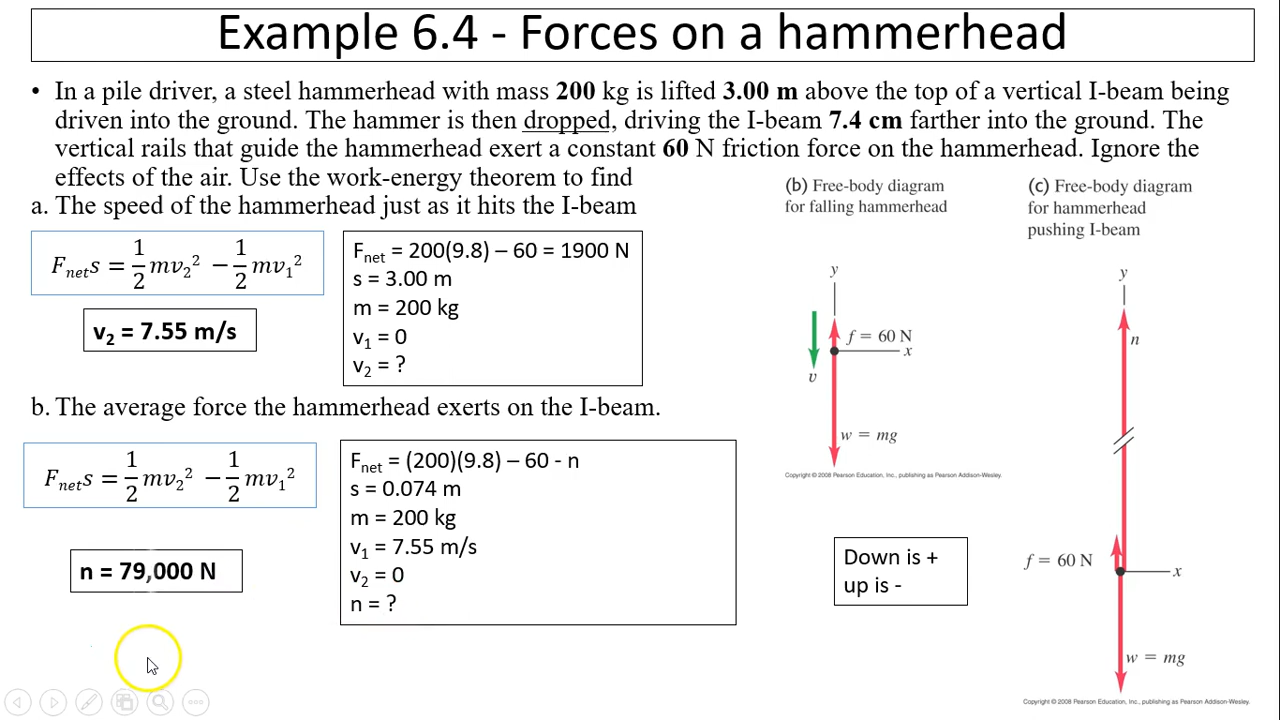 Example 6.4 - Forces on a hammerhead
• In a pile driver, a steel hammerhead with mass 200 kg is lifted 3.00 m above the top of a vertical I-beam being
driven into the ground. The hammer is then dropped, driving the I-beam 7.4 cm farther into the ground. The
vertical rails that guide the hammerhead exert a constant 60 N friction force on the hammerhead. Ignore the
effects of the air. Use the work-energy theorem to find
a. The speed of the hammerhead just as it hits the I-beam
F_net s = 1/2 mv₂² − 1/2 mv₁²
v₂ = 7.55 m/s
F_net = 200(9.8) – 60 = 1900 N
s = 3.00 m
m = 200 kg
v₁ = 0
v₂ = ?
b. The average force the hammerhead exerts on the I-beam.
F_net s = 1/2 mv₂² − 1/2 mv₁²
n = 79,000 N
F_net = (200)(9.8) – 60 - n
s = 0.074 m
m = 200 kg
v₁ = 7.55 m/s
v₂ = 0
n = ?
(b) Free-body diagram
for falling hammerhead
y
f = 60 N
x
v
w = mg
Copyright © 2008 Pearson Education, Inc., publishing as Pearson Addison-Wesley.
Down is +
up is -
(c) Free-body diagram
for hammerhead
pushing I-beam
y
n
f = 60 N
x
w = mg
Copyright © 2008 Pearson Education, Inc., publishing as Pearson Addison-Wesley.